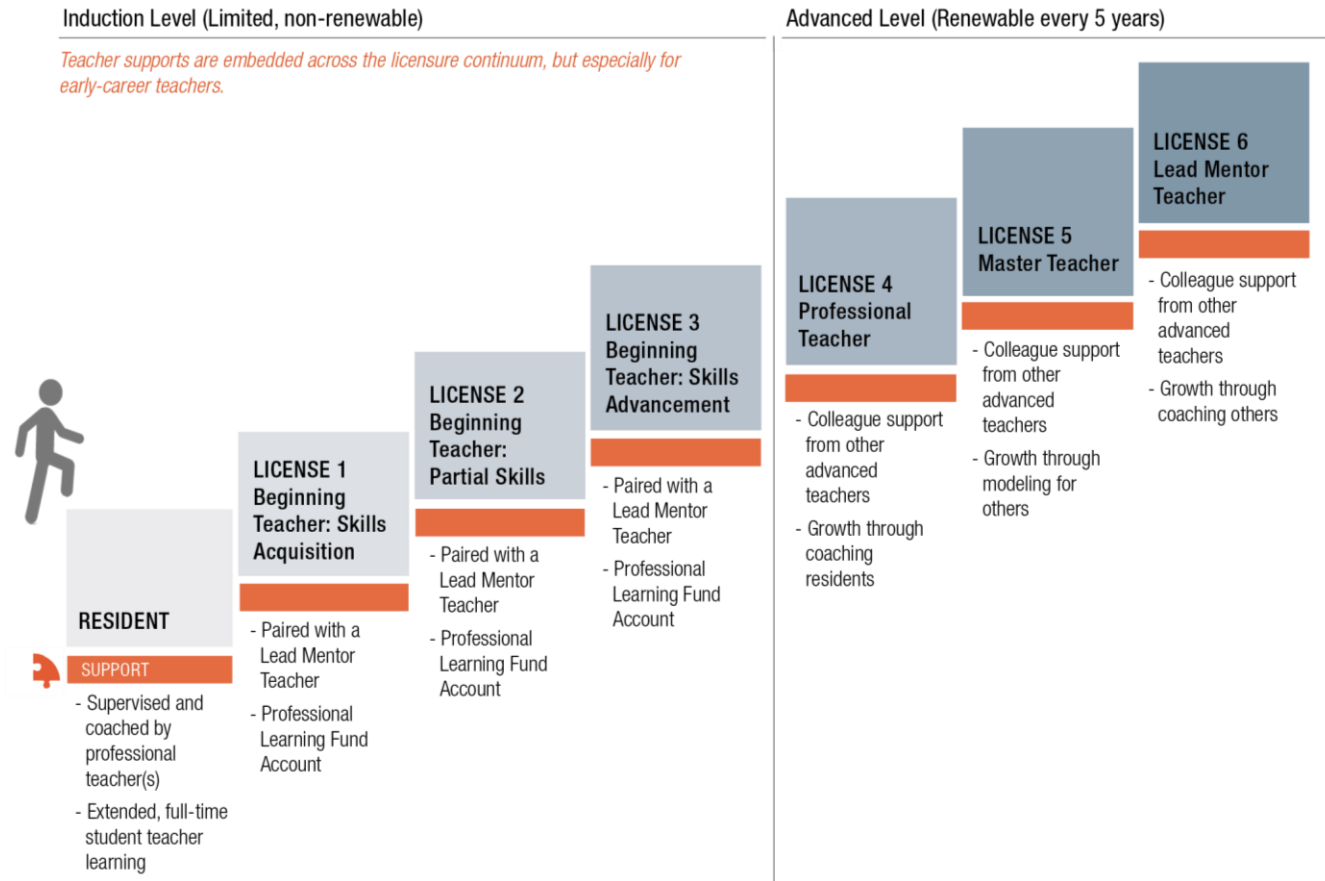 Induction Level (Limited, non-renewable)
Teacher supports are embedded across the licensure continuum, but especially for
early-career teachers.
RESIDENT
SUPPORT
- Supervised and
coached by
professional
teacher(s)
- Extended, full-time
student teacher
learning
LICENSE 1
Beginning
Teacher: Skills
Acquisition
- Paired with a
Lead Mentor
Teacher
- Professional
Learning Fund
Account
LICENSE 2
Beginning
Teacher:
Partial Skills
- Paired with a
Lead Mentor
Teacher
- Professional
Learning Fund
Account
LICENSE 3
Beginning
Teacher: Skills
Advancement
- Paired with a
Lead Mentor
Teacher
- Professional
Learning Fund
Account
Advanced Level (Renewable every 5 years)
LICENSE 4
Professional
Teacher
- Colleague support
from other
advanced
teachers
- Growth through
coaching
residents
LICENSE 5
Master Teacher
- Colleague support
from other
advanced
teachers
- Growth through
modeling for
others
LICENSE 6
Lead Mentor
Teacher
- Colleague support
from other
advanced
teachers
- Growth through
coaching others